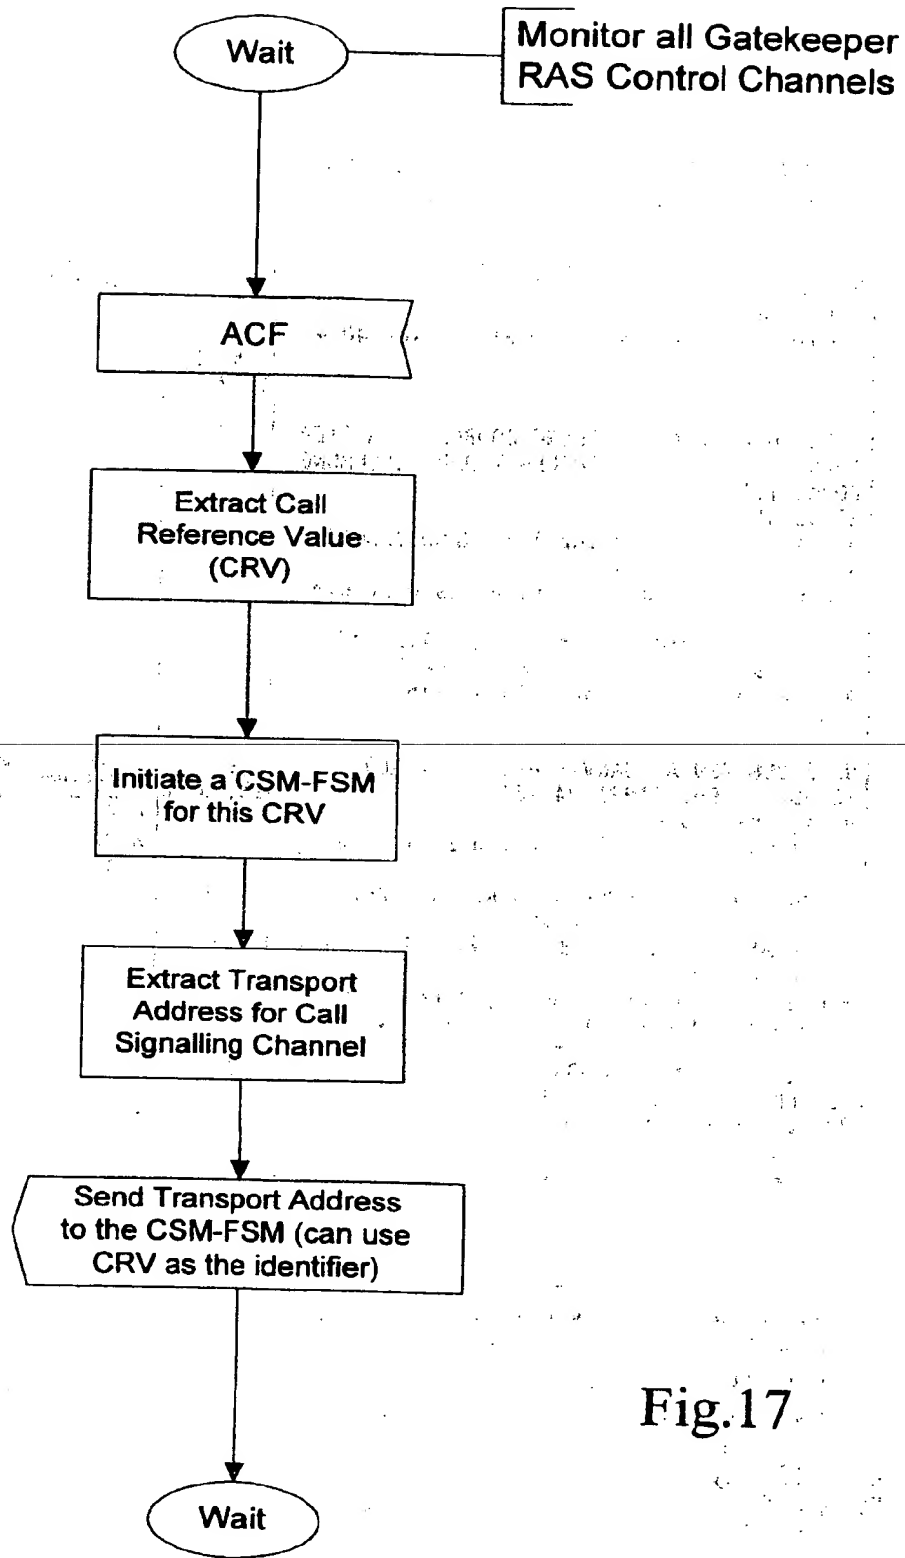 Wait
Monitor all Gatekeeper
RAS Control Channels
ACF
Extract Call
Reference Value
(CRV)
Initiate a CSM-FSM
for this CRV
Extract Transport
Address for Call
Signalling Channel
Send Transport Address
to the CSM-FSM (can use
CRV as the identifier)
Wait
Fig.17